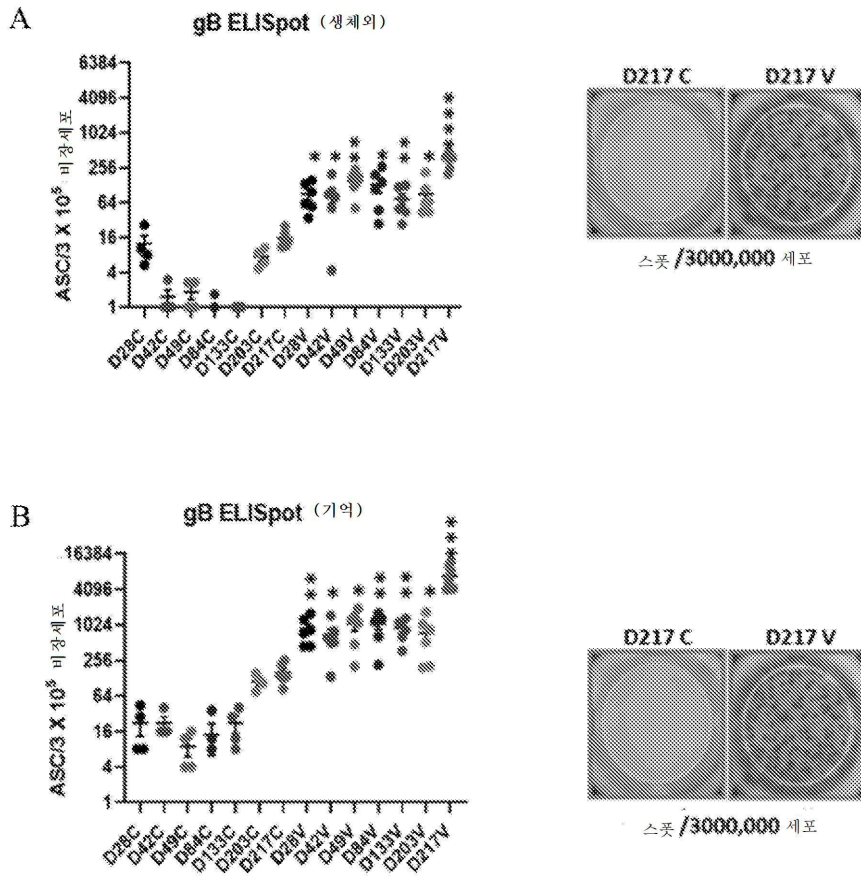 A
gB ELISpot (생체외)
6384
4096
1024
256
64
16
4
1
ASC/3 X 10⁵ 비장세포
D28C
D42C
D49C
D84C
D133C
D203C
D217C
D28V
D42V
D49V
D84V
D133V
D203V
D217V
D217 C
D217 V
스폿 /3000,000 세포
B
gB ELISpot (기억)
16384
4096
1024
256
64
16
4
1
ASC/3 X 10⁵ 비장세포
D28C
D42C
D49C
D84C
D133C
D203C
D217C
D28V
D42V
D49V
D84V
D133V
D203V
D217V
D217 C
D217 V
스폿 /3000,000 세포